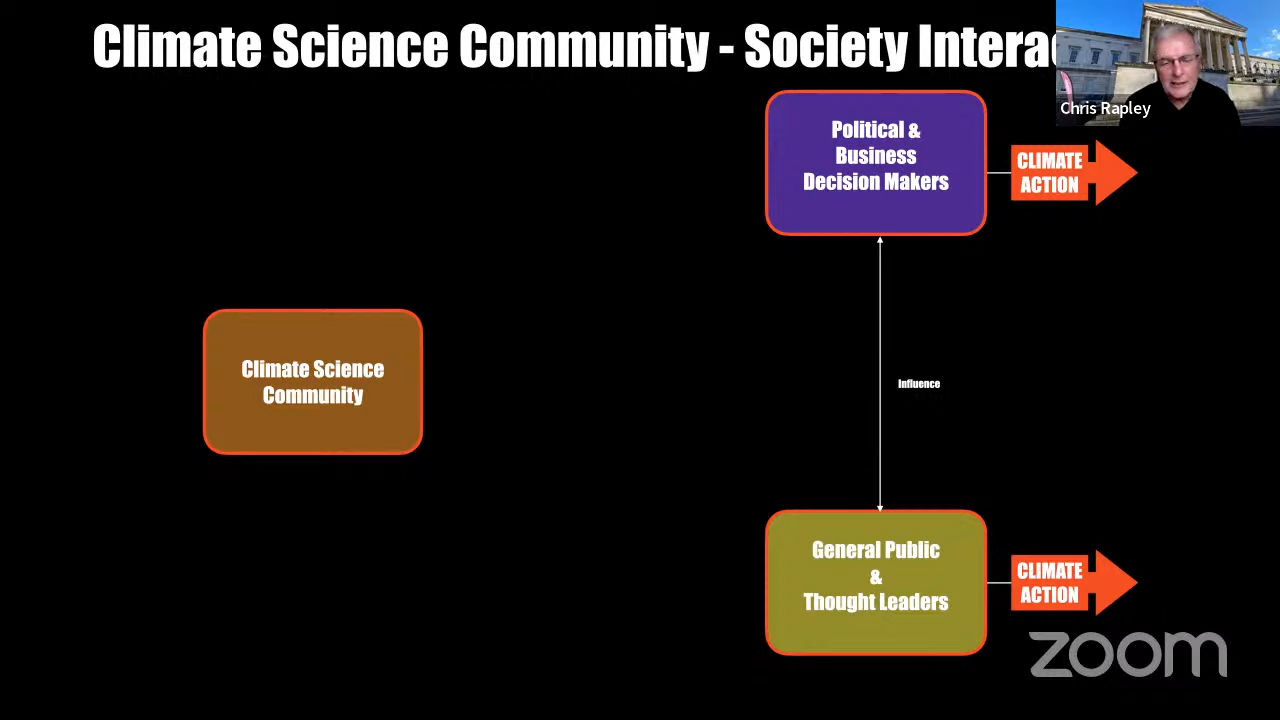 Climate Science Community - Society Interac
Chris Rapley
Political &
Business
Decision Makers
CLIMATE
ACTION
Climate Science
Community
Influence
General Public
&
Thought Leaders
CLIMATE
ACTION
zoom